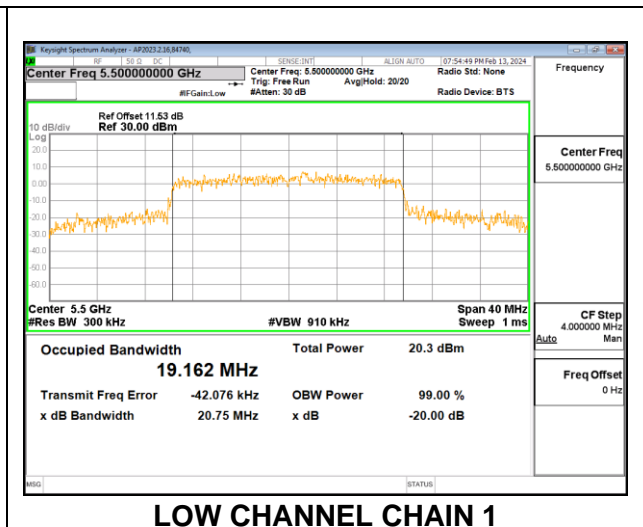 Keysight Spectrum Analyzer - AP2023.2.16,84740,
RF 50 Ω DC SENSE:INT ALIGN AUTO 07:54:49 PM Feb 13, 2024
Center Freq 5.500000000 GHz Center Freq: 5.500000000 GHz Radio Std: None Frequency
Trig: Free Run Avg|Hold: 20/20
#IFGain:Low #Atten: 30 dB Radio Device: BTS
Ref Offset 11.53 dB
10 dB/div Ref 30.00 dBm
Log
20.0
10.0
0.00
-10.0
-20.0
-30.0
-40.0
-50.0
-60.0
Center Freq
5.500000000 GHz
Center 5.5 GHz Span 40 MHz
#Res BW 300 kHz #VBW 910 kHz Sweep 1 ms
CF Step
4.000000 MHz
Auto Man
Occupied Bandwidth Total Power 20.3 dBm
19.162 MHz
Freq Offset
0 Hz
Transmit Freq Error -42.076 kHz OBW Power 99.00 %
x dB Bandwidth 20.75 MHz x dB -20.00 dB
MSG STATUS
LOW CHANNEL CHAIN 1